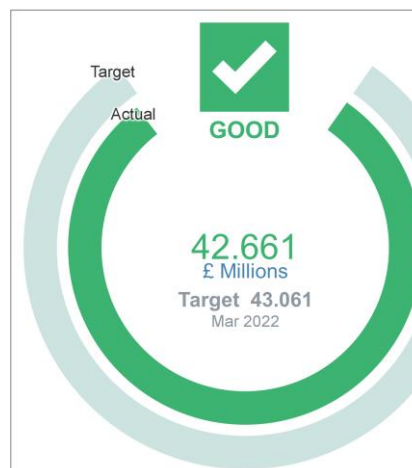 Target
Actual
GOOD
42.661
£ Millions
Target 43.061
Mar 2022